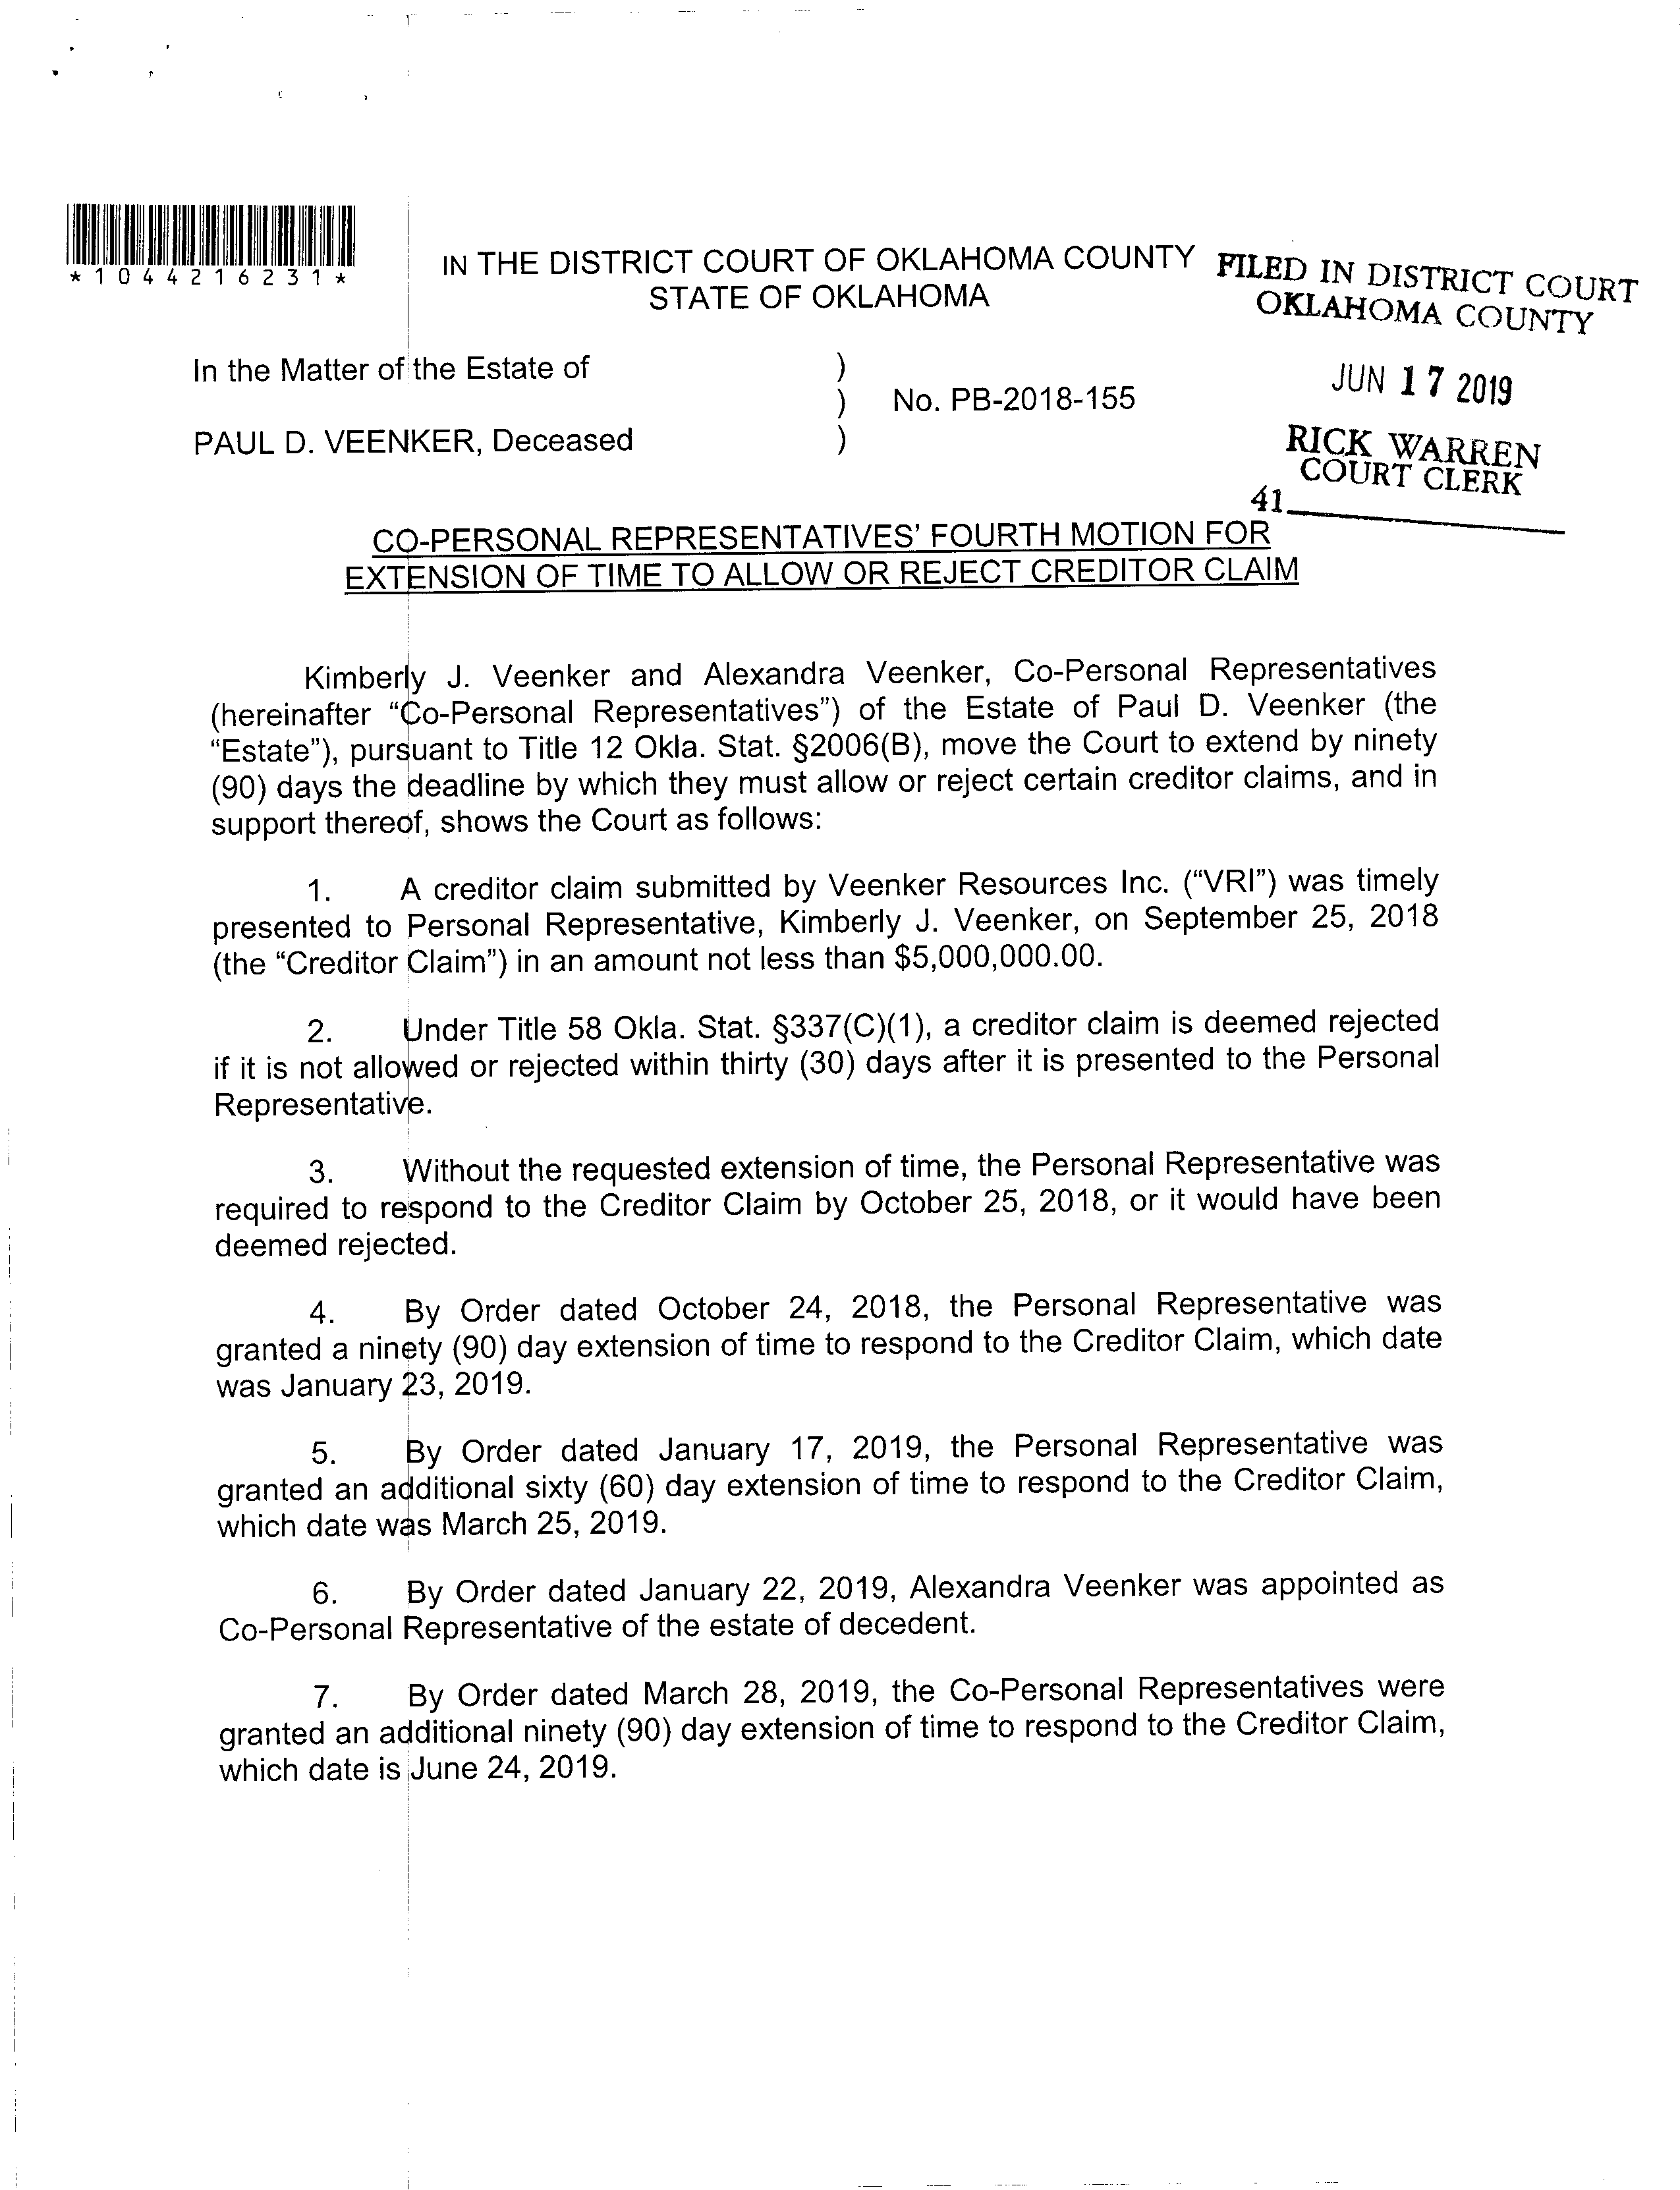 *1044216231*
IN THE DISTRICT COURT OF OKLAHOMA COUNTY
STATE OF OKLAHOMA
FILED IN DISTRICT COURT
OKLAHOMA COUNTY
JUN 17 2019
RICK WARREN
COURT CLERK
41
In the Matter of the Estate of )
) No. PB-2018-155
PAUL D. VEENKER, Deceased )
CO-PERSONAL REPRESENTATIVES' FOURTH MOTION FOR
EXTENSION OF TIME TO ALLOW OR REJECT CREDITOR CLAIM
Kimberly J. Veenker and Alexandra Veenker, Co-Personal Representatives
(hereinafter “Co-Personal Representatives”) of the Estate of Paul D. Veenker (the
“Estate”), pursuant to Title 12 Okla. Stat. §2006(B), move the Court to extend by ninety
(90) days the deadline by which they must allow or reject certain creditor claims, and in
support thereof, shows the Court as follows:
1. A creditor claim submitted by Veenker Resources Inc. (“VRI”) was timely
presented to Personal Representative, Kimberly J. Veenker, on September 25, 2018
(the “Creditor Claim”) in an amount not less than $5,000,000.00.
2. Under Title 58 Okla. Stat. §337(C)(1), a creditor claim is deemed rejected
if it is not allowed or rejected within thirty (30) days after it is presented to the Personal
Representative.
3. Without the requested extension of time, the Personal Representative was
required to respond to the Creditor Claim by October 25, 2018, or it would have been
deemed rejected.
4. By Order dated October 24, 2018, the Personal Representative was
granted a ninety (90) day extension of time to respond to the Creditor Claim, which date
was January 23, 2019.
5. By Order dated January 17, 2019, the Personal Representative was
granted an additional sixty (60) day extension of time to respond to the Creditor Claim,
which date was March 25, 2019.
6. By Order dated January 22, 2019, Alexandra Veenker was appointed as
Co-Personal Representative of the estate of decedent.
7. By Order dated March 28, 2019, the Co-Personal Representatives were
granted an additional ninety (90) day extension of time to respond to the Creditor Claim,
which date is June 24, 2019.